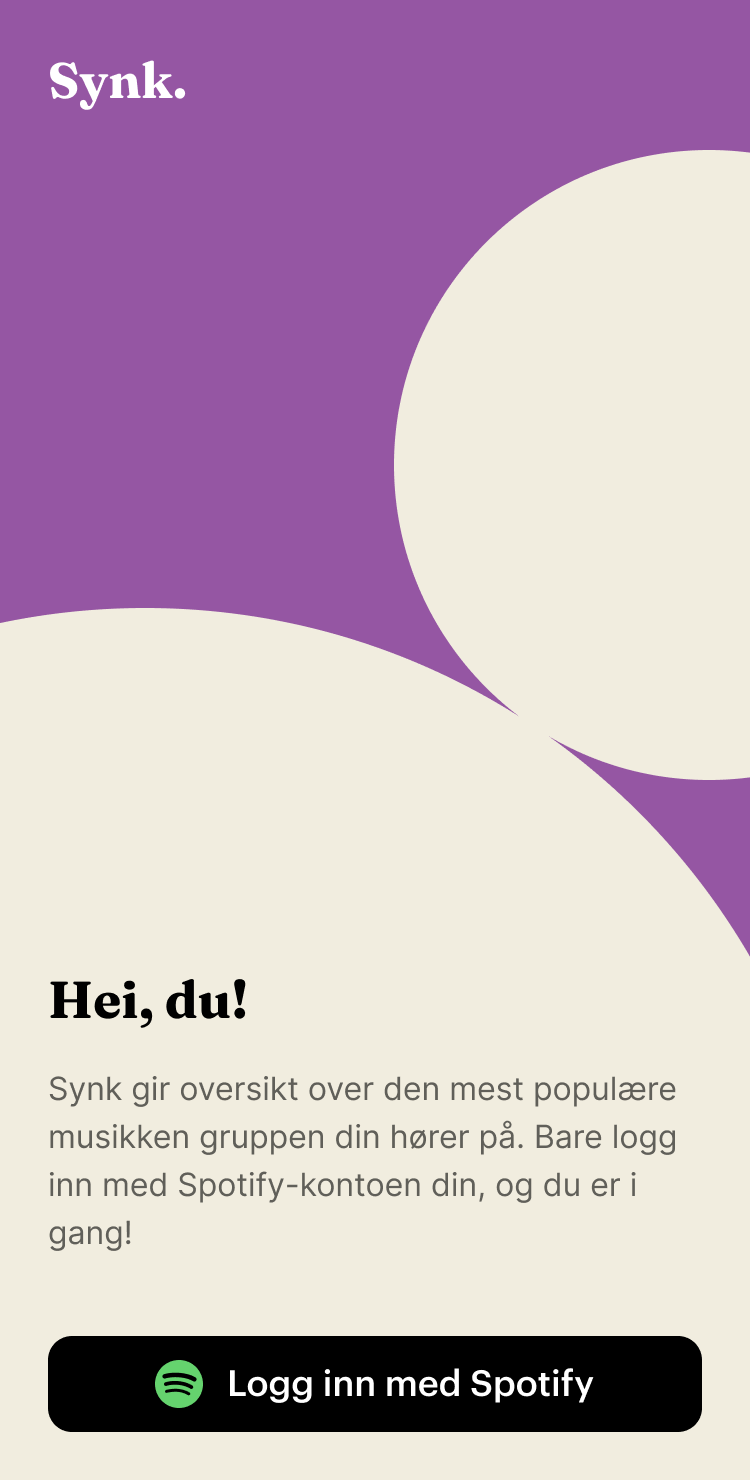 Synk.
Hei, du!
Synk gir oversikt over den mest populære
musikken gruppen din hører på. Bare logg
inn med Spotify-kontoen din, og du er i
gang!
Logg inn med Spotify